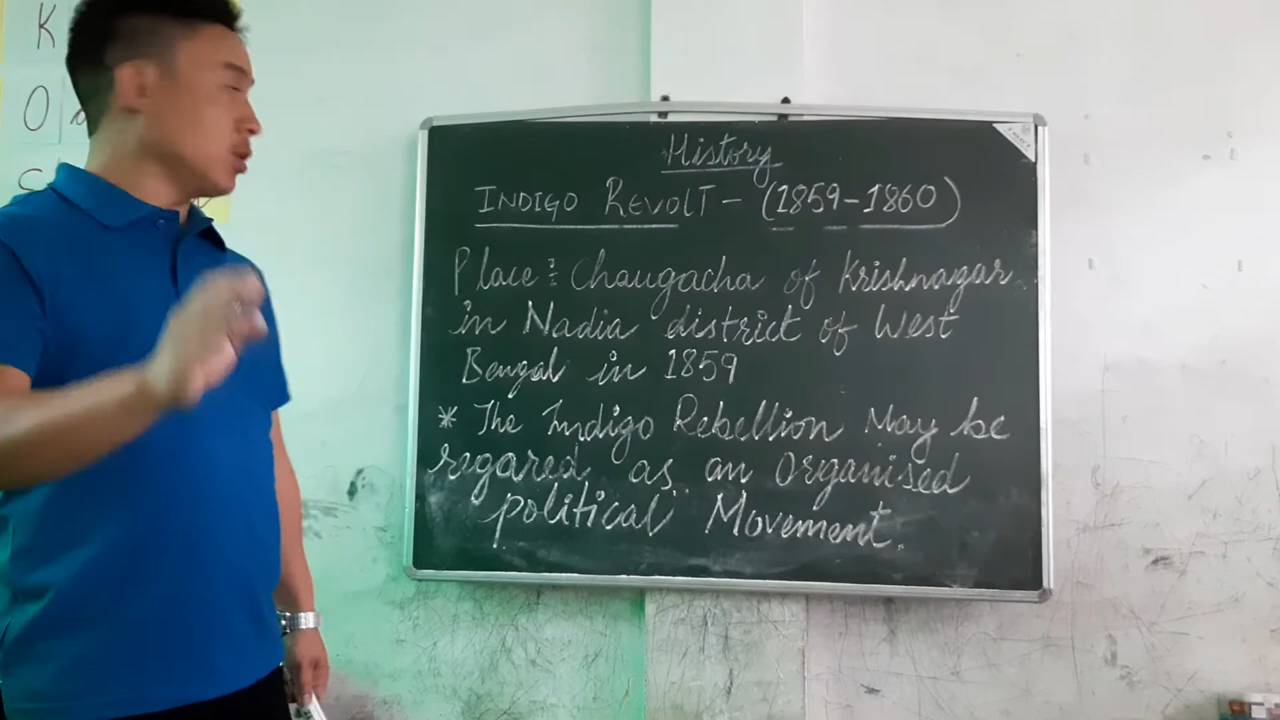 K
O
S
History
INDIGO REVOLT - (1859-1860)
Place : Chaugacha of Krishnagar
in Nadia district of West
Bengal in 1859
* The Indigo Rebellion May be
ragared as an Organised
political Movement.